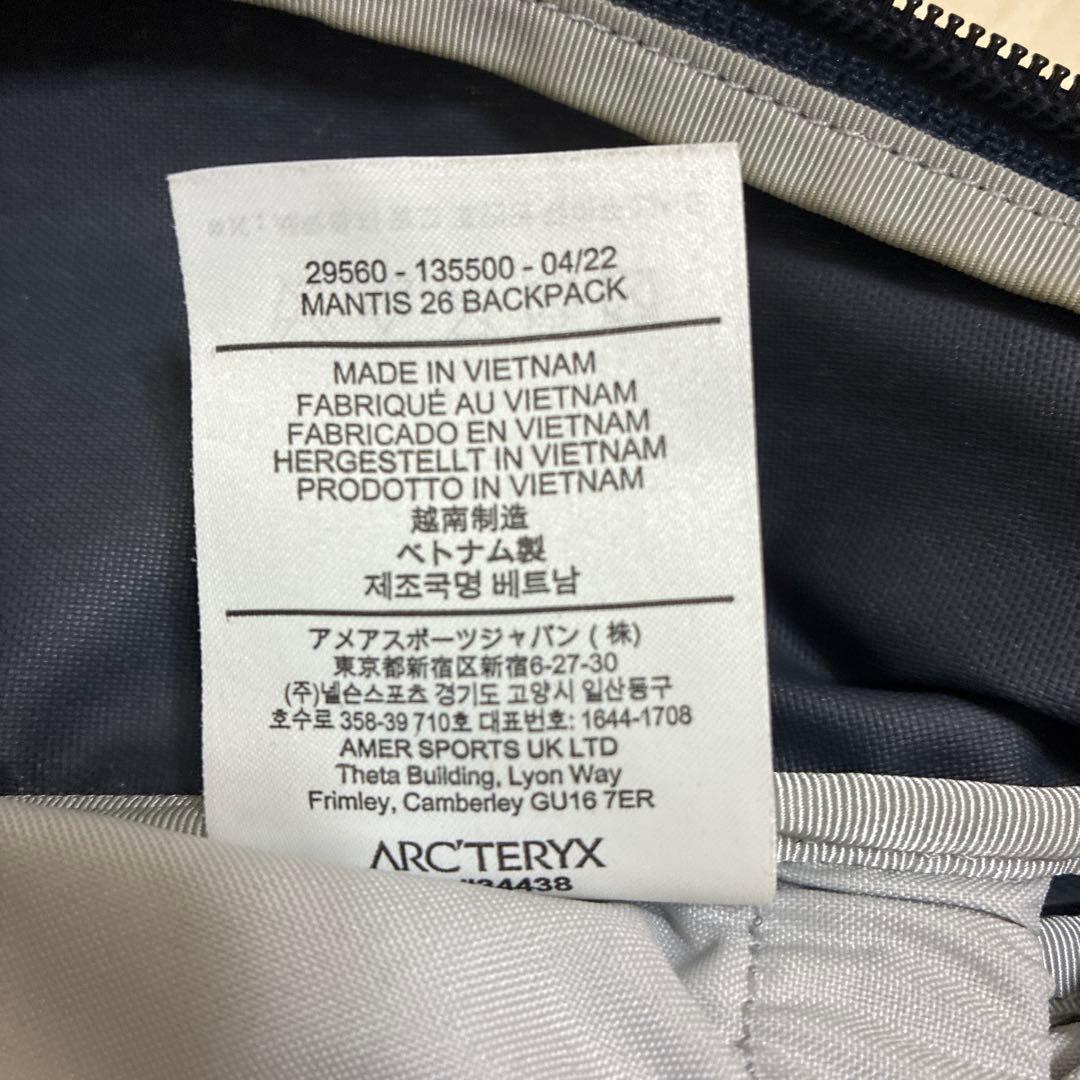 29560 - 135500 - 04/22
MANTIS 26 BACKPACK
MADE IN VIETNAM
FABRIQUÉ AU VIETNAM
FABRICADO EN VIETNAM
HERGESTELLT IN VIETNAM
PRODOTTO IN VIETNAM
越南制造
ベトナム製
제조국명 베트남
アメアスポーツジャパン ( 株)
東京都新宿区新宿6-27-30
(주)넬슨스포츠 경기도 고양시 일산동구
호수로 358-39 710호 대표번호: 1644-1708
AMER SPORTS UK LTD
Theta Building, Lyon Way
Frimley, Camberley GU16 7ER
ARC'TERYX
34438